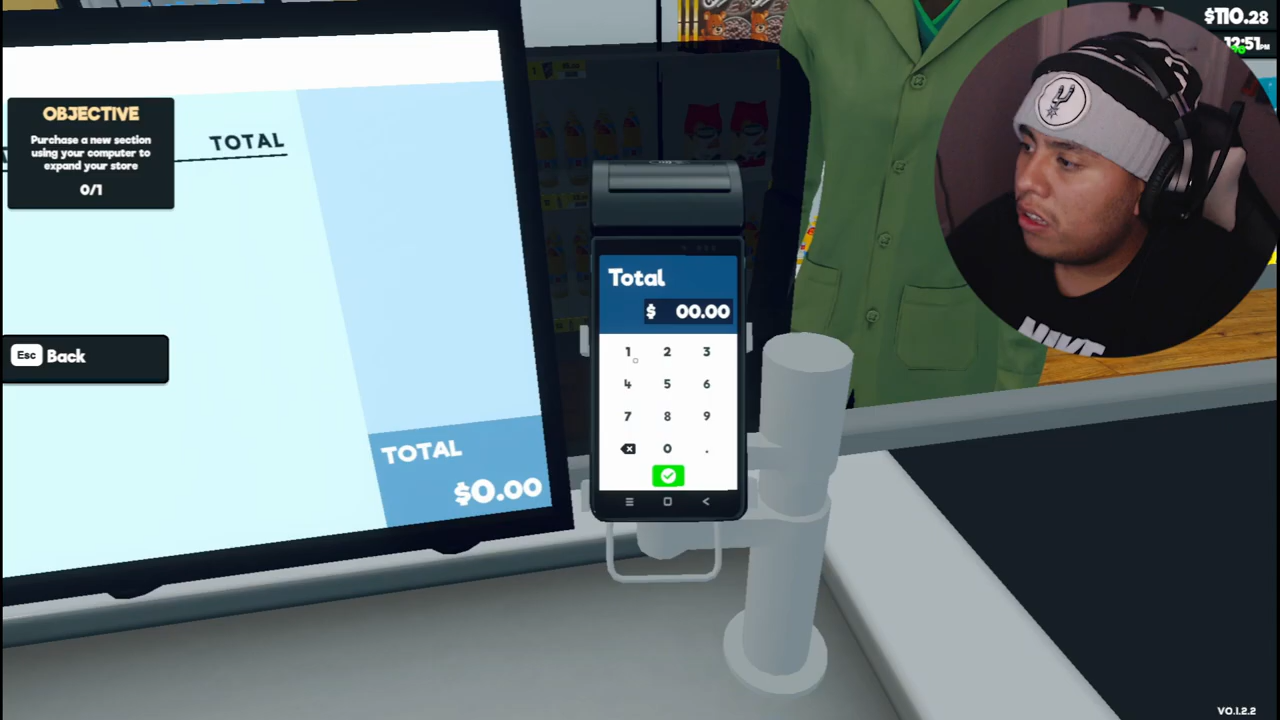 $110.28
OBJECTIVE
Purchase a new section
using your computer to
expand your store
0/1
TOTAL
Esc Back
TOTAL
$0.00
Total
$ 00.00
1 2 3
4 5 6
7 8 9
0 .
NIKE
V0.1.2.2